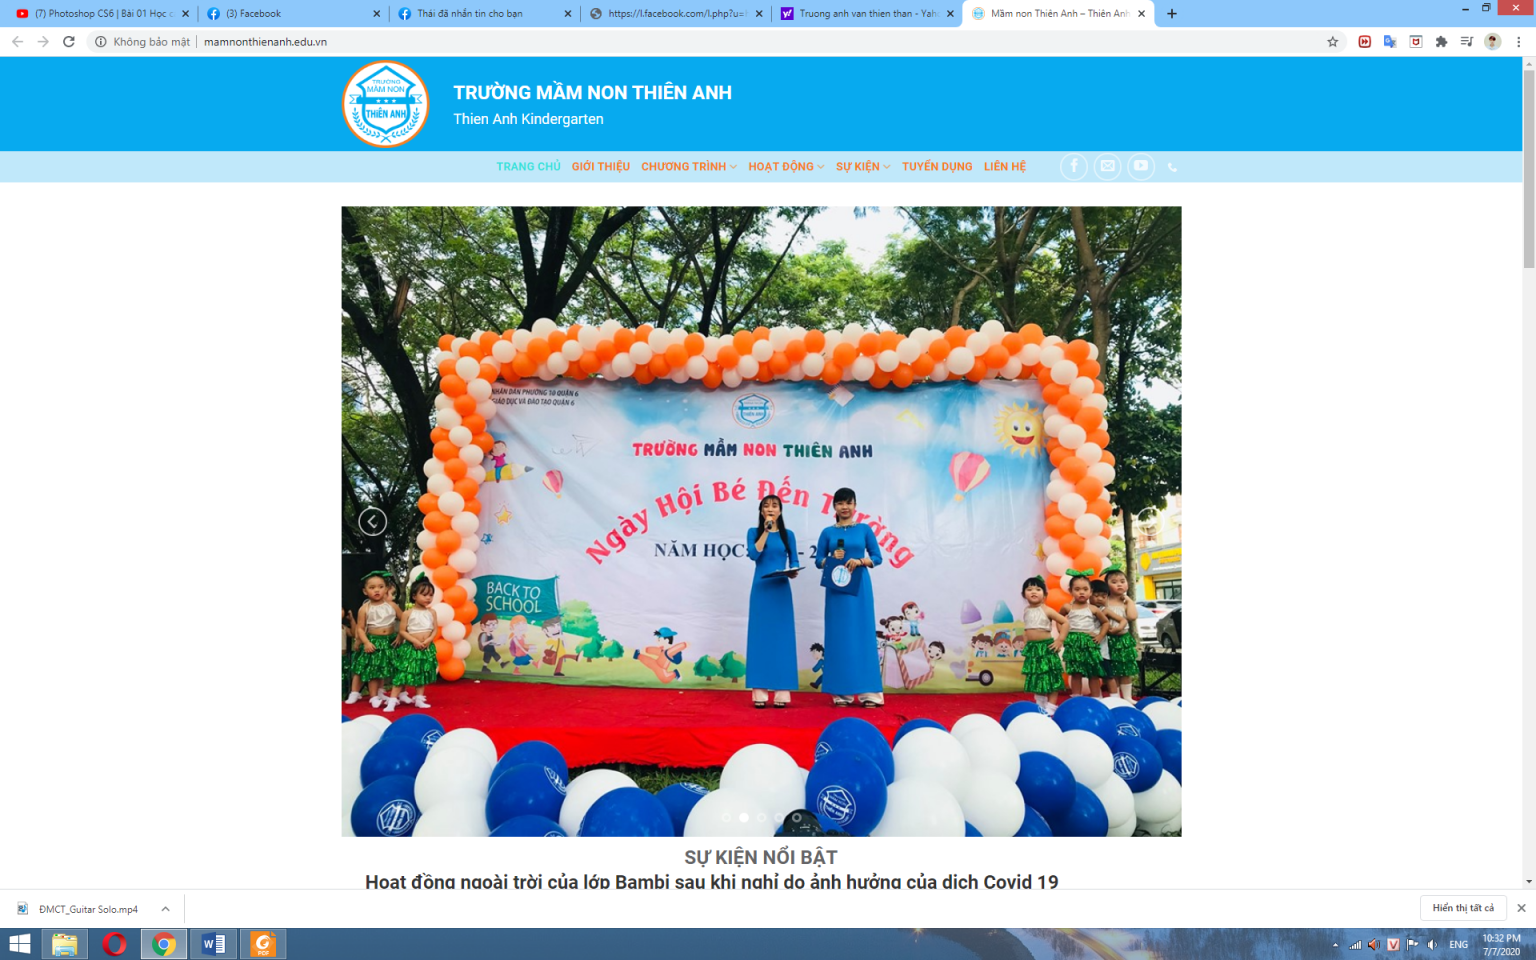 (7) Photoshop CS6 | Bài 01 Học c
(3) Facebook
Thái đã nhắn tin cho bạn
https://l.facebook.com/l.php?u=
Truong anh van thien than - Yah
Mầm non Thiên Anh – Thiên Anh
Không bảo mật
mamnonthienanh.edu.vn
TRƯỜNG
MẦM NON
THIÊN ANH
TRƯỜNG MẦM NON THIÊN ANH
Thien Anh Kindergarten
TRANG CHỦ GIỚI THIỆU CHƯƠNG TRÌNH HOẠT ĐỘNG SỰ KIỆN TUYỂN DỤNG LIÊN HỆ
NHÂN DÂN PHƯỜNG 10 QUẬN 6
GIÁO DỤC VÀ ĐÀO TẠO QUẬN 6
THIÊN ANH
TRƯỜNG MẦM NON THIÊN ANH
Ngày Hội Bé Đến Trường
NĂM HỌC: - 2
BACK TO
SCHOOL
SỰ KIỆN NỔI BẬT
Hoạt động ngoài trời của lớp Bambi sau khi nghỉ do ảnh hưởng của dịch Covid 19
ĐMCT_Guitar Solo.mp4
Hiển thị tất cả
PDF
ENG
10:32 PM
7/7/2020